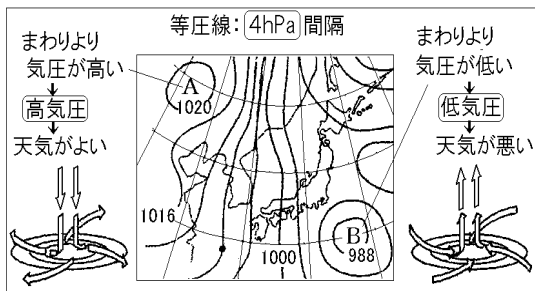 等圧線：4hPa間隔
まわりより
気圧が高い
高気圧
天気がよい
A
1020
1016
1000
B
988
まわりより
気圧が低い
低気圧
天気が悪い